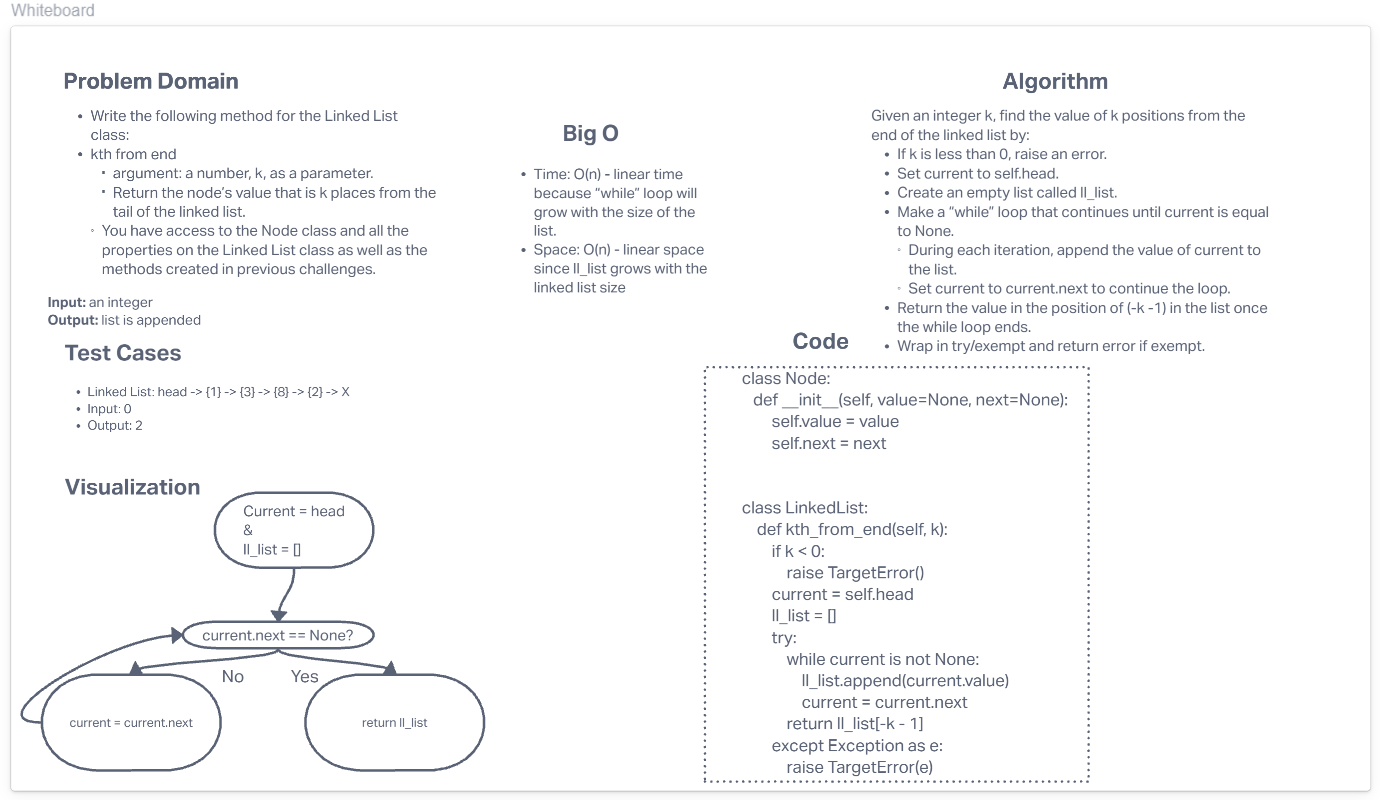 Whiteboard
Problem Domain
• Write the following method for the Linked List
class:
• kth from end
▪ argument: a number, k, as a parameter.
▪ Return the node's value that is k places from the
tail of the linked list.
◦ You have access to the Node class and all the
properties on the Linked List class as well as the
methods created in previous challenges.
Input: an integer
Output: list is appended
Test Cases
• Linked List: head -> {1} -> {3} -> {8} -> {2} -> X
• Input: 0
• Output: 2
Visualization
Current = head
&
ll_list = []
current.next == None?
No
Yes
current = current.next
return ll_list
Big O
• Time: O(n) - linear time
because "while" loop will
grow with the size of the
list.
• Space: O(n) - linear space
since ll_list grows with the
linked list size
Algorithm
Given an integer k, find the value of k positions from the
end of the linked list by:
• If k is less than 0, raise an error.
• Set current to self.head.
• Create an empty list called ll_list.
• Make a "while" loop that continues until current is equal
to None.
◦ During each iteration, append the value of current to
the list.
◦ Set current to current.next to continue the loop.
• Return the value in the position of (-k -1) in the list once
the while loop ends.
• Wrap in try/exempt and return error if exempt.
Code
class Node:
def __init__(self, value=None, next=None):
self.value = value
self.next = next
class LinkedList:
def kth_from_end(self, k):
if k < 0:
raise TargetError()
current = self.head
ll_list = []
try:
while current is not None:
ll_list.append(current.value)
current = current.next
return ll_list[-k - 1]
except Exception as e:
raise TargetError(e)